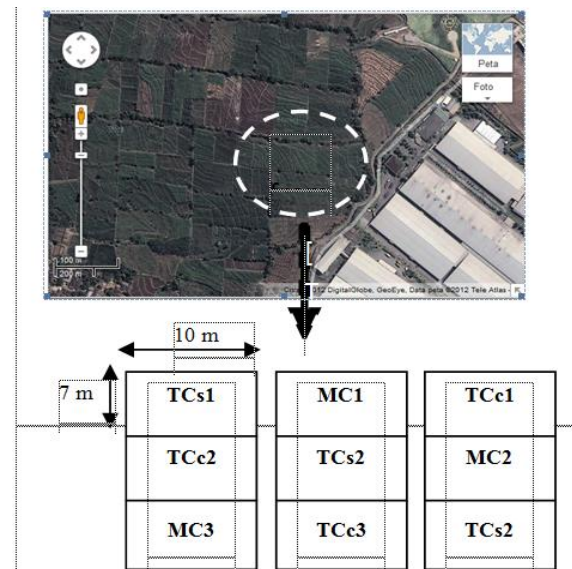 Peta
Foto
100 m
200 m
012 DigitalGlobe, GeoEye, Data peta ©2012 Tele Atlas -
10 m
7 m
TCs1 MC1 TCc1
TCc2 TCs2 MC2
MC3 TCc3 TCs2